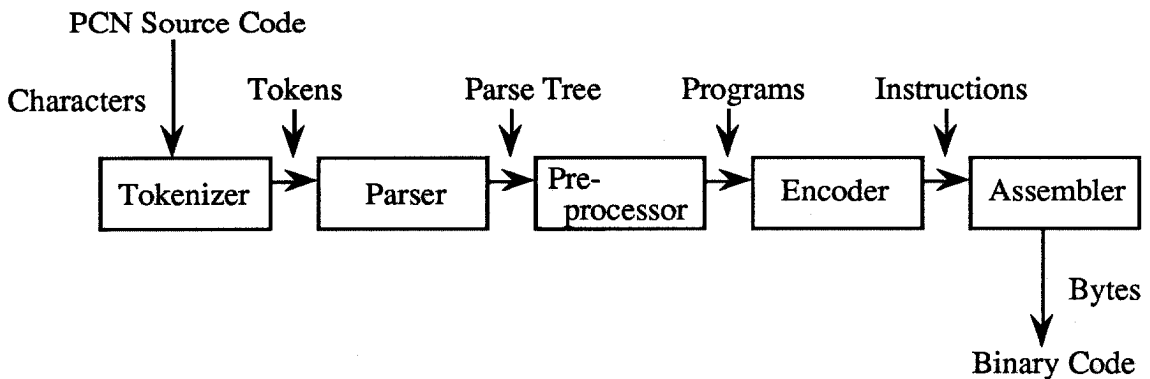 PCN Source Code
Characters
Tokens
Parse Tree
Programs
Instructions
Tokenizer
Parser
Pre-
processor
Encoder
Assembler
Bytes
Binary Code